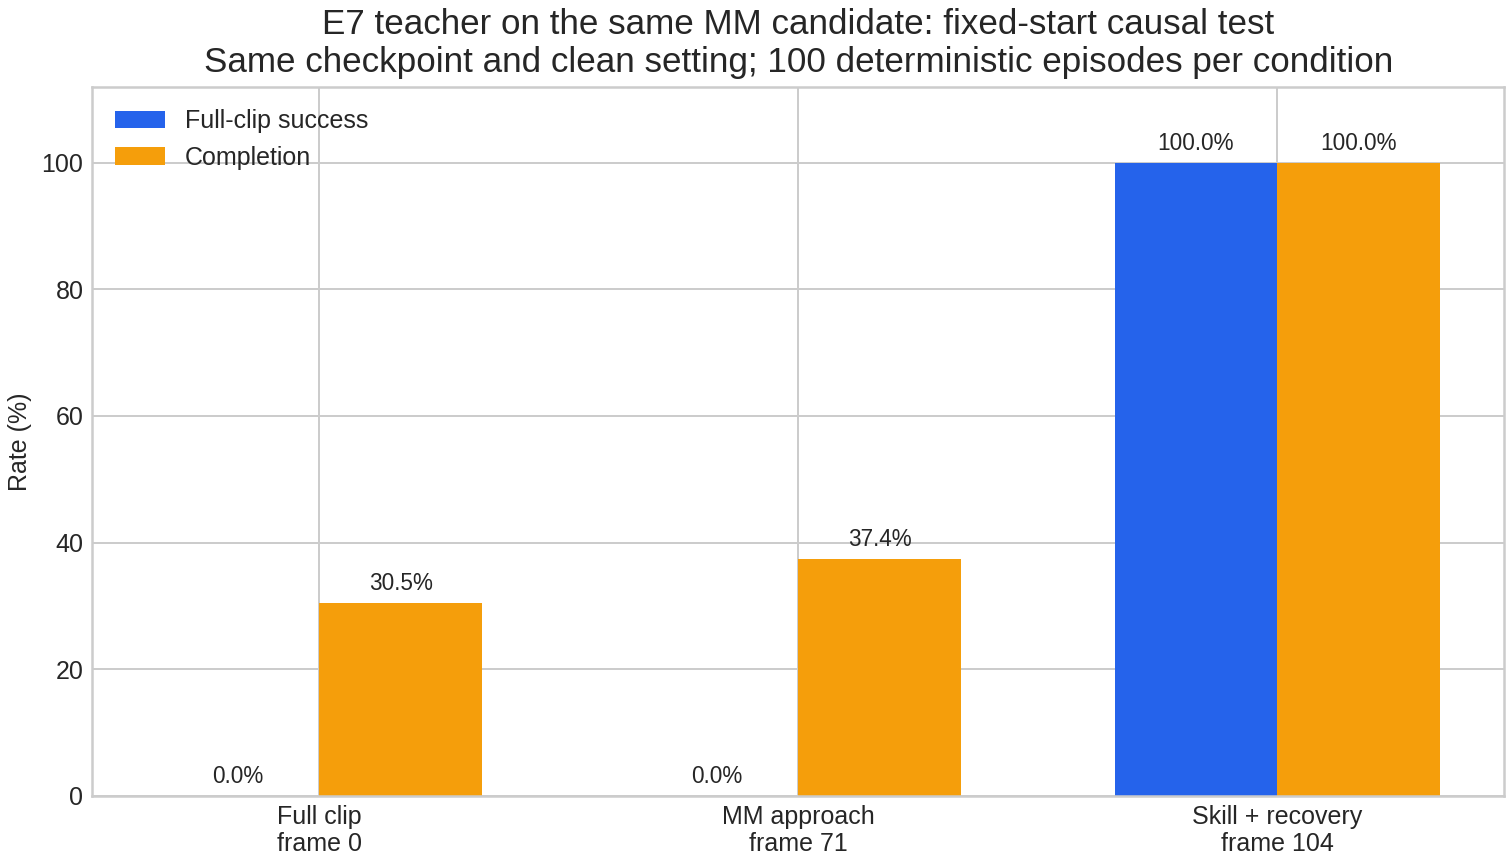 E7 teacher on the same MM candidate: fixed-start causal test
Same checkpoint and clean setting; 100 deterministic episodes per condition
Full-clip success
Completion
Rate (%)
100
80
60
40
20
0
0.0%
30.5%
0.0%
37.4%
100.0%
100.0%
Full clip
frame 0
MM approach
frame 71
Skill + recovery
frame 104